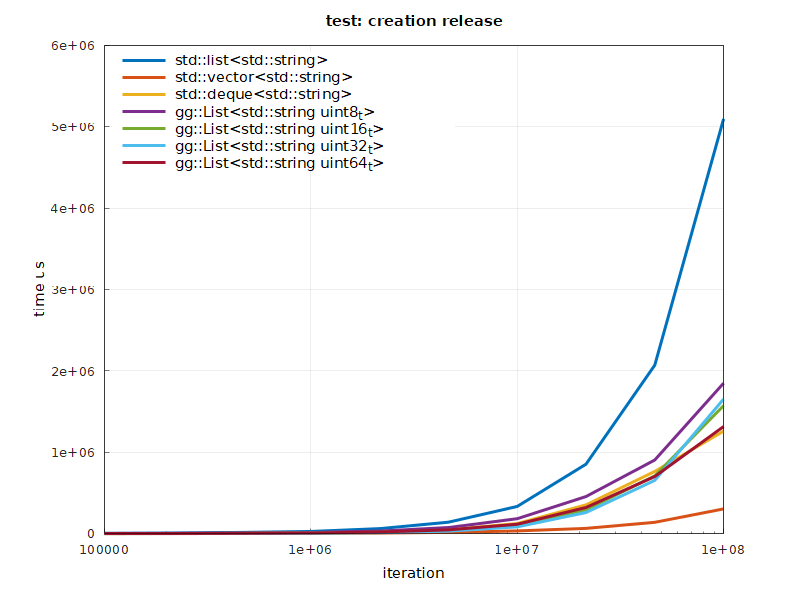 test: creation release
6e+06
5e+06
4e+06
3e+06
2e+06
1e+06
0
time us
std::list<std::string>
std::vector<std::string>
std::deque<std::string>
gg::List<std::string uint8t>
gg::List<std::string uint16t>
gg::List<std::string uint32t>
gg::List<std::string uint64t>
100000 1e+06 1e+07 1e+08
iteration